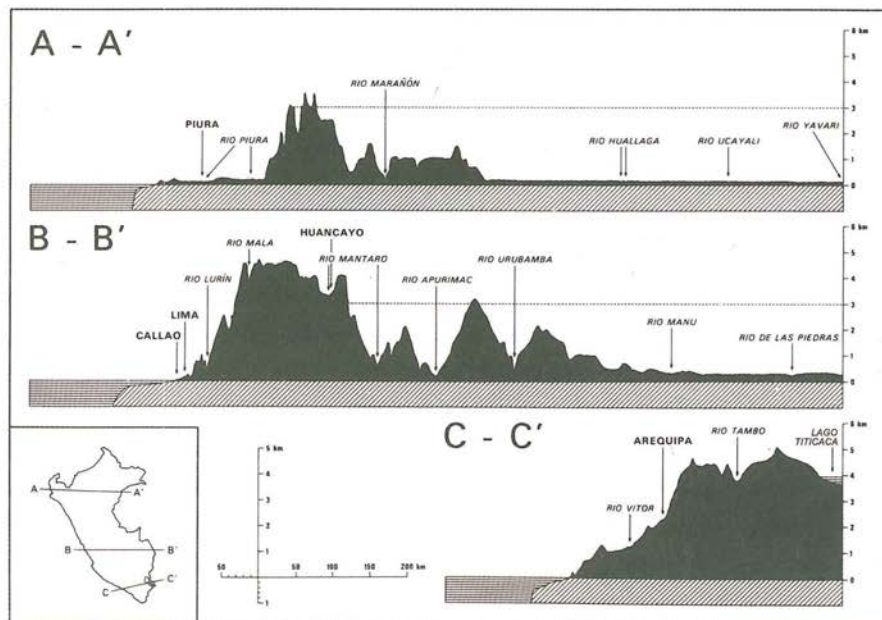 A - A'
PIURA
RIO PIURA
RIO MARAÑÓN
RIO HUALLAGA
RIO UCAYALI
RIO YAVARI
6 km
5
4
3
2
1
0
B - B'
CALLAO
LIMA
RIO LURÍN
RIO MALA
HUANCAYO
RIO MANTARO
RIO APURIMAC
RIO URUBAMBA
RIO MANU
RIO DE LAS PIEDRAS
6 km
5
4
3
2
1
0
C - C'
RIO VITOR
AREQUIPA
RIO TAMBO
LAGO
TITICACA
6 km
5
4
3
2
1
0
A
A'
B
B'
C
C'
5 km
4
3
2
1
1
50
50
100
150
200 km